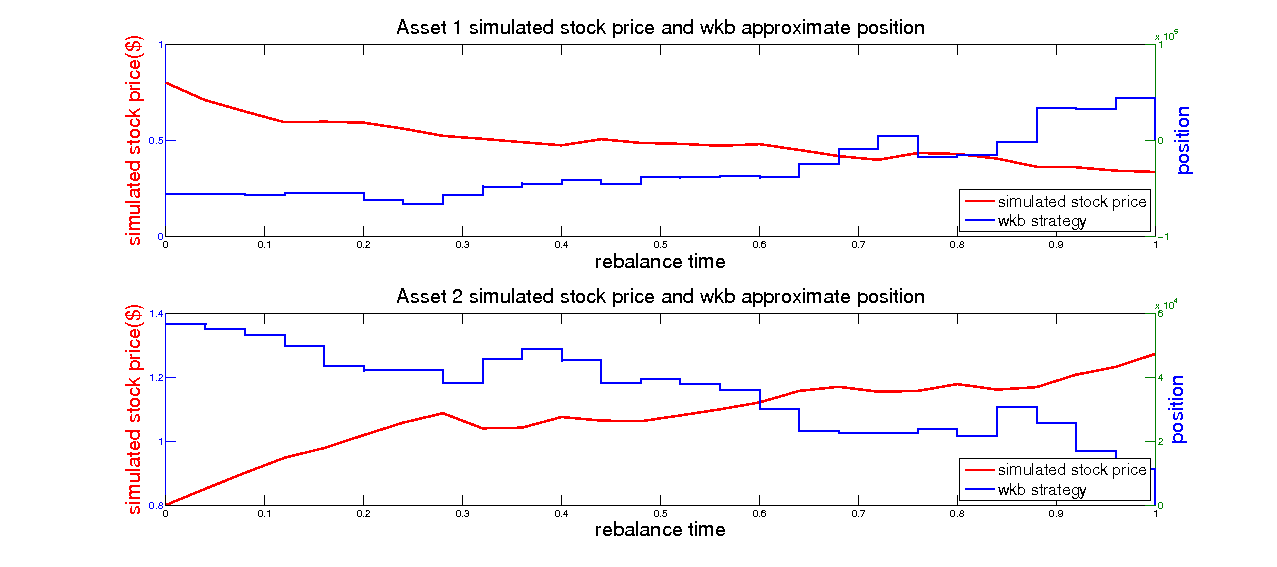 Asset 1 simulated stock price and wkb approximate position
x 10^5
simulated stock price($)
position
1
0.5
0
1
0
-1
simulated stock price
wkb strategy
0 0.1 0.2 0.3 0.4 0.5 0.6 0.7 0.8 0.9 1
rebalance time
Asset 2 simulated stock price and wkb approximate position
x 10^4
simulated stock price($)
position
1.4
1.2
1
0.8
6
4
2
0
simulated stock price
wkb strategy
0 0.1 0.2 0.3 0.4 0.5 0.6 0.7 0.8 0.9 1
rebalance time